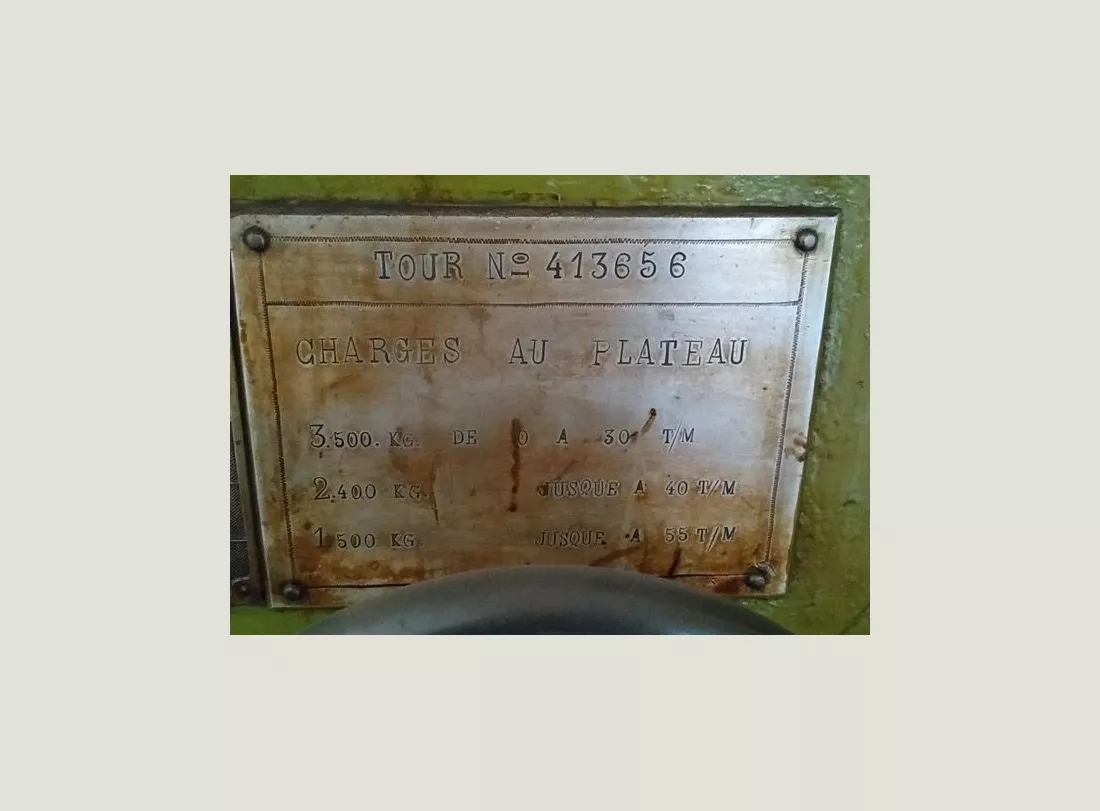 TOUR Nº 413656
CHARGES AU PLATEAU
3.500. KG. DE 0 A 30 T/M
2.400 KG. JUSQUE A 40 T/M
1.500 KG. JUSQUE A 55 T/M